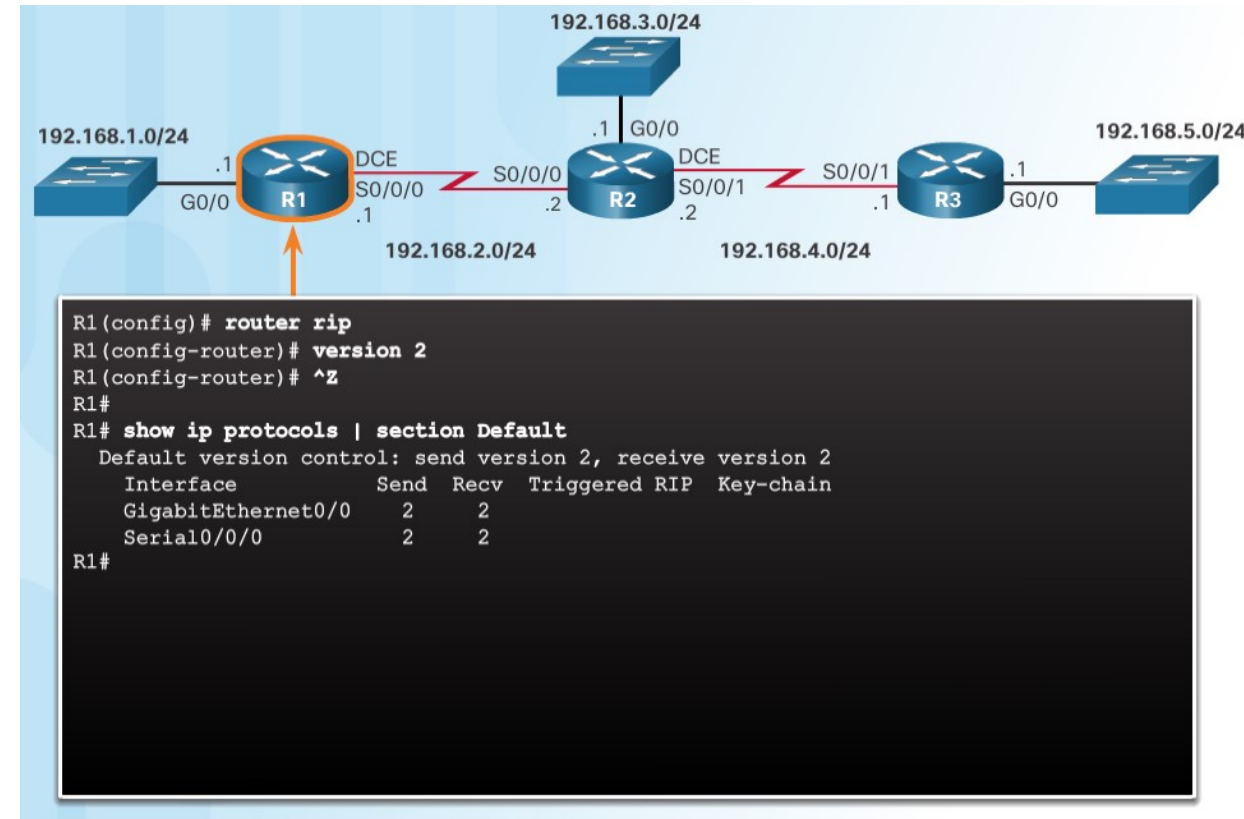 192.168.3.0/24
192.168.1.0/24
192.168.5.0/24
.1 G0/0
.1
DCE
DCE
.1
G0/0
R1
S0/0/0
S0/0/0
R2
S0/0/1
S0/0/1
R3
G0/0
.1
.2
.2
.1
192.168.2.0/24
192.168.4.0/24
R1(config)# router rip
R1(config-router)# version 2
R1(config-router)# ^Z
R1#
R1# show ip protocols | section Default
Default version control: send version 2, receive version 2
Interface Send Recv Triggered RIP Key-chain
GigabitEthernet0/0 2 2
Serial0/0/0 2 2
R1#